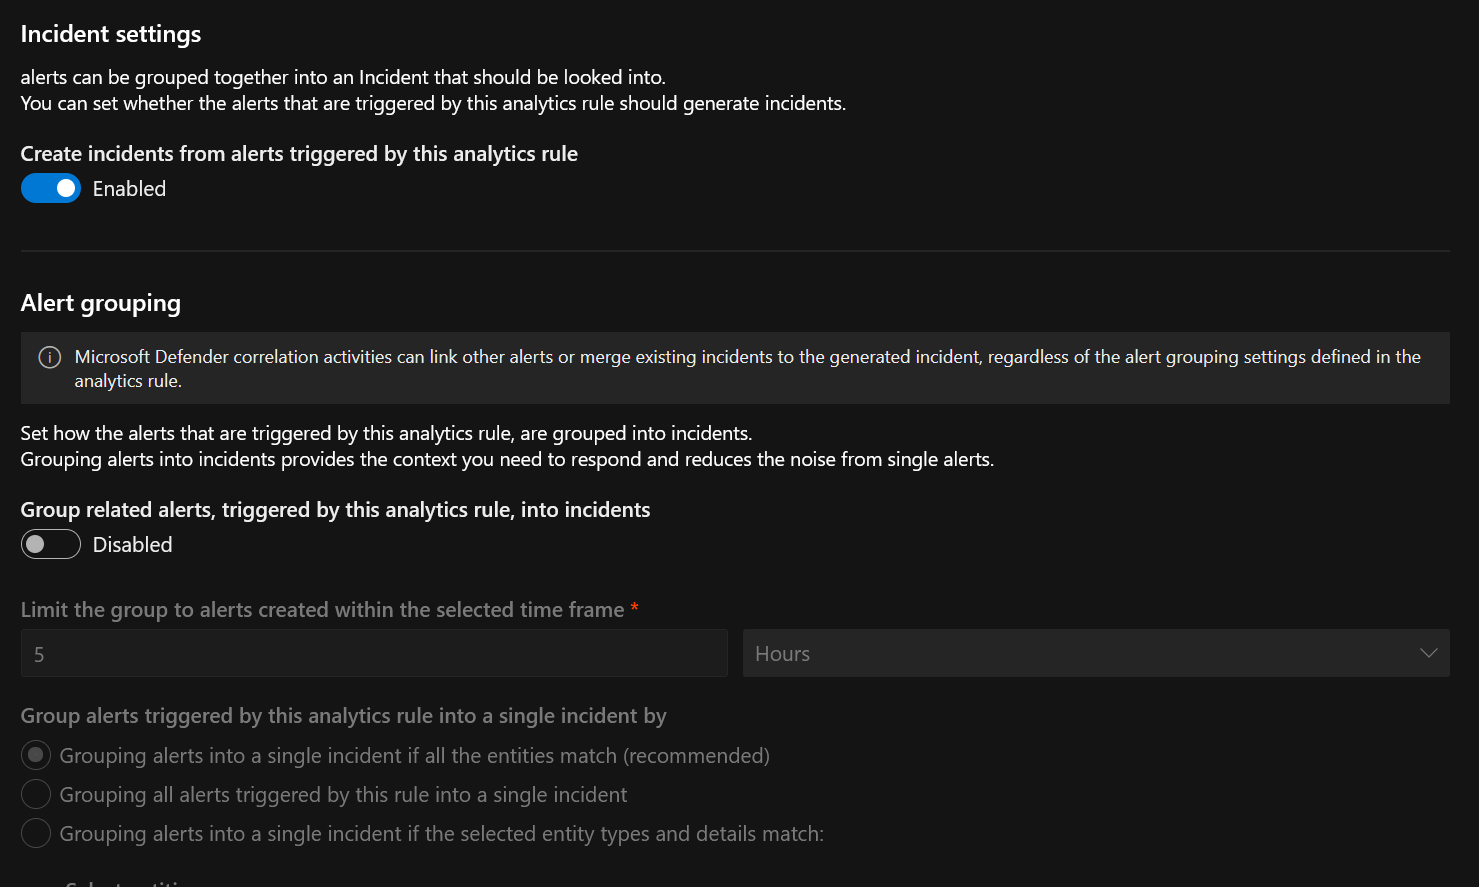 Incident settings
alerts can be grouped together into an Incident that should be looked into.
You can set whether the alerts that are triggered by this analytics rule should generate incidents.
Create incidents from alerts triggered by this analytics rule
Enabled
Alert grouping
Microsoft Defender correlation activities can link other alerts or merge existing incidents to the generated incident, regardless of the alert grouping settings defined in the
analytics rule.
Set how the alerts that are triggered by this analytics rule, are grouped into incidents.
Grouping alerts into incidents provides the context you need to respond and reduces the noise from single alerts.
Group related alerts, triggered by this analytics rule, into incidents
Disabled
Limit the group to alerts created within the selected time frame *
5
Hours
Group alerts triggered by this analytics rule into a single incident by
Grouping alerts into a single incident if all the entities match (recommended)
Grouping all alerts triggered by this rule into a single incident
Grouping alerts into a single incident if the selected entity types and details match: